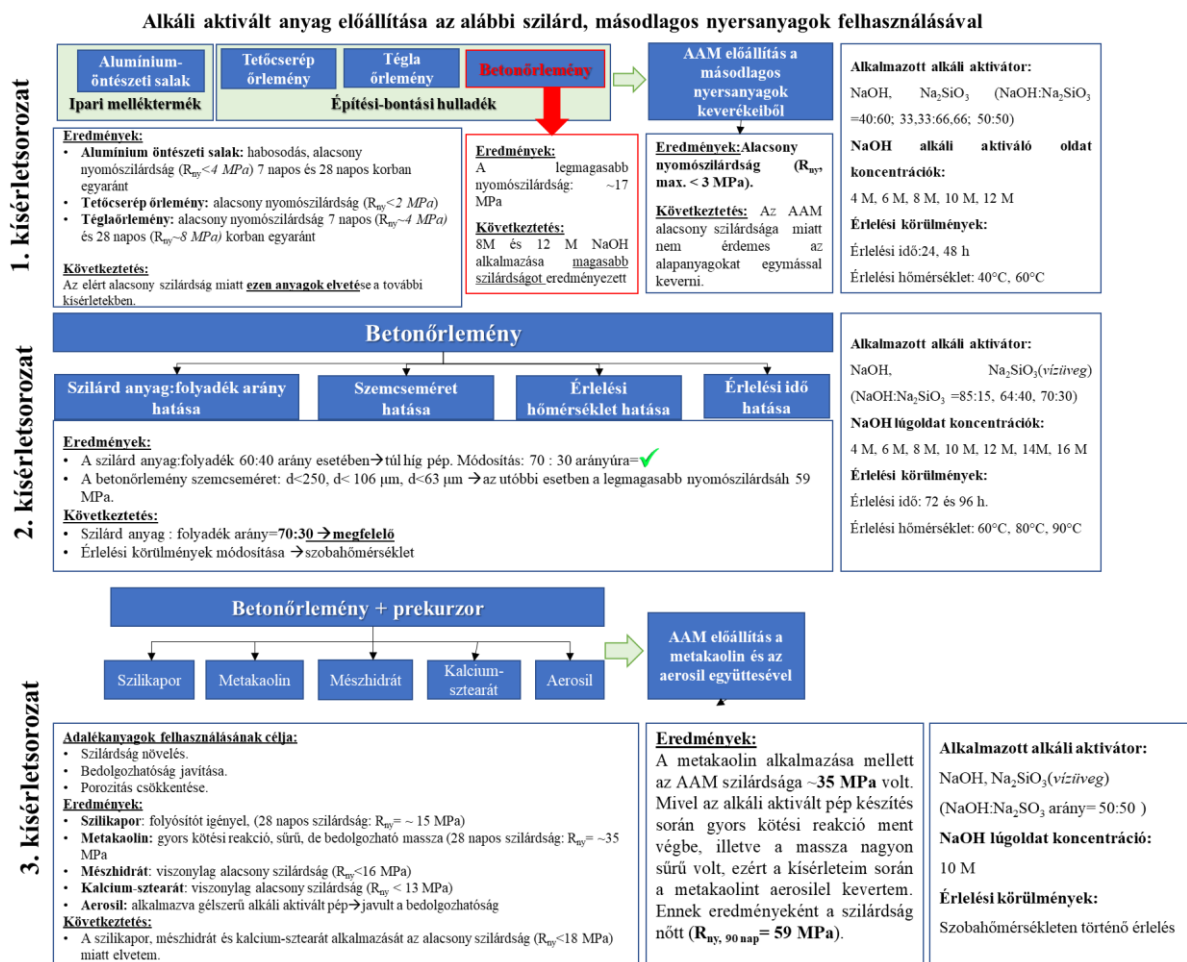 Alkáli aktivált anyag előállítása az alábbi szilárd, másodlagos nyersanyagok felhasználásával
1. kísérletsorozat
Alumínium-
öntészeti salak
Ipari melléktermék
Tetőcserép
őrlemény
Tégla
őrlemény
Betonőrlemény
Építési-bontási hulladék
AAM előállítás a
másodlagos
nyersanyagok
keverékeiből
Eredmények:
• Alumínium öntészeti salak: habosodás, alacsony
nyomószilárdság (Rny<4 MPa) 7 napos és 28 napos korban
egyaránt
• Tetőcserép őrlemény: alacsony nyomószilárdság (Rny<2 MPa)
• Téglaőrlemény: alacsony nyomószilárdság 7 napos (Rny~4 MPa)
és 28 napos (Rny~8 MPa) korban egyaránt
Következtetés:
Az elért alacsony szilárdság miatt ezen anyagok elvetése a további
kísérletekben.
Eredmények:
A legmagasabb
nyomószilárdság: ~17
MPa
Következtetés:
8M és 12 M NaOH
alkalmazása magasabb
szilárdságot eredményezett
Eredmények:Alacsony
nyomószilárdság (Rny,
max. < 3 MPa).
Következtetés: Az AAM
alacsony szilárdsága miatt
nem érdemes az
alapanyagokat egymással
keverni.
Alkalmazott alkáli aktivátor:
NaOH, Na2SiO3 (NaOH:Na2SiO3
=40:60; 33,33:66,66; 50:50)
NaOH alkáli aktiváló oldat
koncentrációk:
4 M, 6 M, 8 M, 10 M, 12 M
Érlelési körülmények:
Érlelési idő:24, 48 h
Érlelési hőmérséklet: 40°C, 60°C
2. kísérletsorozat
Betonőrlemény
Szilárd anyag:folyadék arány
hatása
Szemcseméret
hatása
Érlelési
hőmérséklet hatása
Érlelési idő
hatása
Eredmények:
• A szilárd anyag:folyadék 60:40 arány esetében→túl híg pép. Módosítás: 70 : 30 arányúra=✓
• A betonőrlemény szemcseméret: d<250, d< 106 μm, d<63 μm →az utóbbi esetben a legmagasabb nyomószilárdsáh 59
MPa.
Következtetés:
• Szilárd anyag : folyadék arány=70:30 →megfelelő
• Érlelési körülmények módosítása →szobahőmérséklet
Alkalmazott alkáli aktivátor:
NaOH, Na2SiO3(vízüveg)
(NaOH:Na2SiO3 =85:15, 64:40, 70:30)
NaOH lúgoldat koncentrációk:
4 M, 6 M, 8 M, 10 M, 12 M, 14M, 16 M
Érlelési körülmények:
Érlelési idő: 72 és 96 h.
Érlelési hőmérséklet: 60°C, 80°C, 90°C
3. kísérletsorozat
Betonőrlemény + prekurzor
Szilikapor
Metakaolin
Mészhidrát
Kalcium-
sztearát
Aerosil
AAM előállítás a
metakaolin és az
aerosil együttesével
Adalékanyagok felhasználásának célja:
• Szilárdság növelés.
• Bedolgozhatóság javítása.
• Porozitás csökkentése.
Eredmények:
• Szilikapor: folyósítót igényel, (28 napos szilárdság: Rny= ~ 15 MPa)
• Metakaolin: gyors kötési reakció, sűrű, de bedolgozható massza (28 napos szilárdság: Rny= ~35
MPa
• Mészhidrát: viszonylag alacsony szilárdság (Rny<16 MPa)
• Kalcium-sztearát: viszonylag alacsony szilárdság (Rny < 13 MPa)
• Aerosil: alkalmazva gélszerű alkáli aktivált pép→javult a bedolgozhatóság
Következtetés:
• A szilikapor, mészhidrát és kalcium-sztearát alkalmazását az alacsony szilárdság (Rny<18 MPa)
miatt elvetem.
Eredmények:
A metakaolin alkalmazása mellett
az AAM szilárdsága ~35 MPa volt.
Mivel az alkáli aktivált pép készítés
során gyors kötési reakció ment
végbe, illetve a massza nagyon
sűrű volt, ezért a kísérleteim során
a metakaolint aerosilel kevertem.
Ennek eredményeként a szilárdság
nőtt (Rny, 90 nap= 59 MPa).
Alkalmazott alkáli aktivátor:
NaOH, Na2SiO3(vízüveg)
(NaOH:Na2SO3 arány= 50:50 )
NaOH lúgoldat koncentráció:
10 M
Érlelési körülmények:
Szobahőmérsékleten történő érlelés